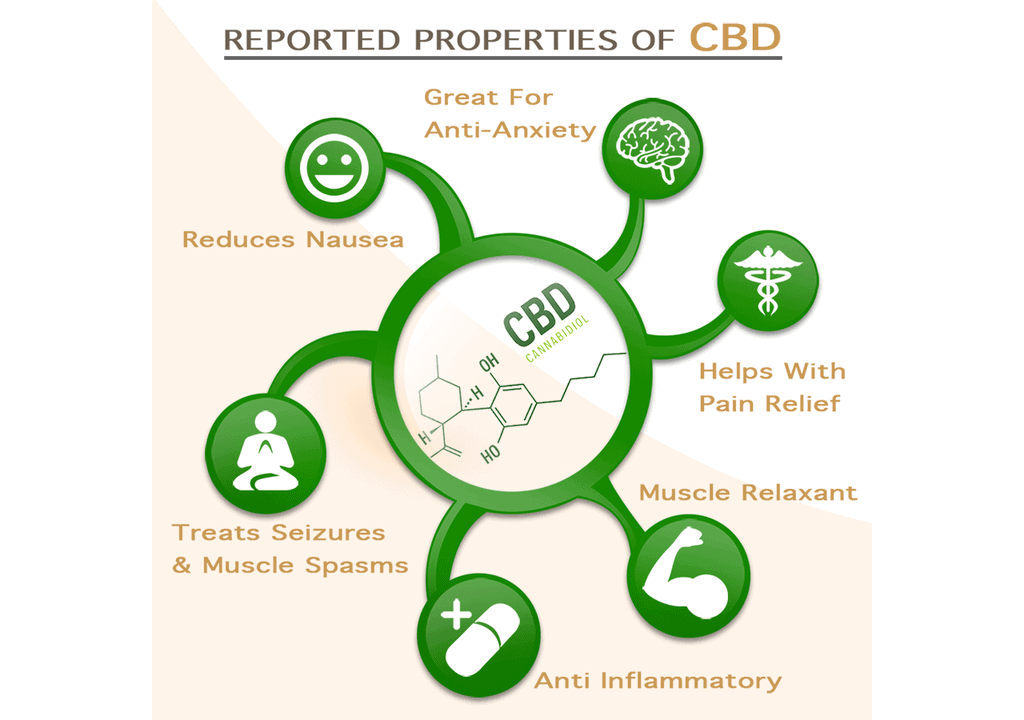 REPORTED PROPERTIES OF CBD
Great For
Anti-Anxiety
Reduces Nausea
CBD
CANNABIDIOL
OH
H
H
HO
Helps With
Pain Relief
Muscle Relaxant
Treats Seizures
& Muscle Spasms
Anti Inflammatory